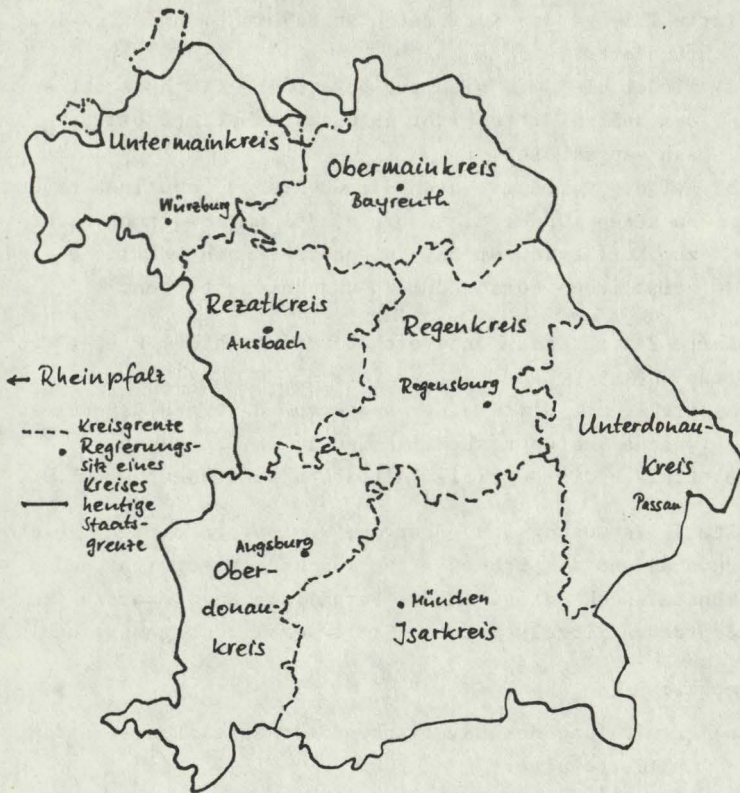 Untermainkreis
Obermainkreis
Bayreuth
Würzburg
Rezatkreis
Ansbach
Regenkreis
Regensburg
← Rheinpfalz
Kreisgrenze
Regierungs-
sitz eines
Kreises
heutige
Staats-
grenze
Unterdonau-
kreis
Passau
Augsburg
Ober-
donau-
kreis
München
Isarkreis